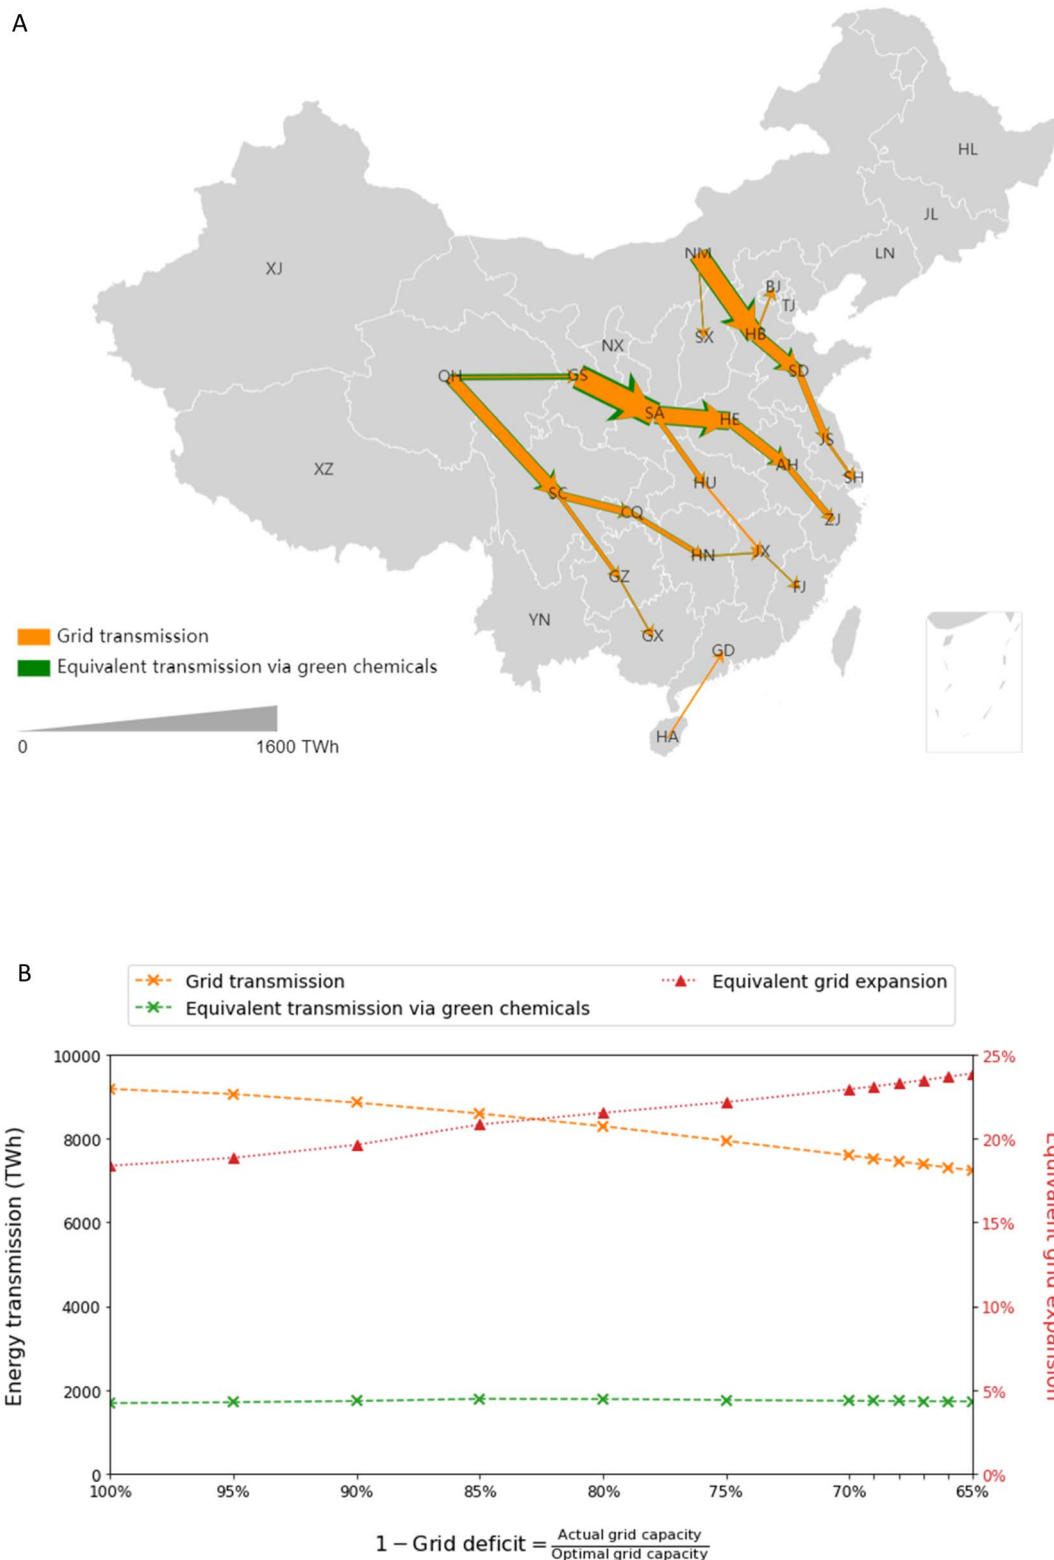 A
HL
JL
NM
LN
XJ
BJ
TJ
HB
SX
NX
SD
QH
GS
SA
HE
JS
XZ
AH
SH
HU
SC
CQ
ZJ
HN
JX
GZ
FJ
YN
GX
Grid transmission
GD
Equivalent transmission via green chemicals
HA
0 1600 TWh
B
Grid transmission
Equivalent grid expansion
Equivalent transmission via green chemicals
10000
8000
6000
4000
2000
0
Energy transmission (TWh)
25%
20%
15%
10%
5%
0%
Equivalent grid expansion
100% 95% 90% 85% 80% 75% 70% 65%
1 − Grid deficit = Actual grid capacity / Optimal grid capacity